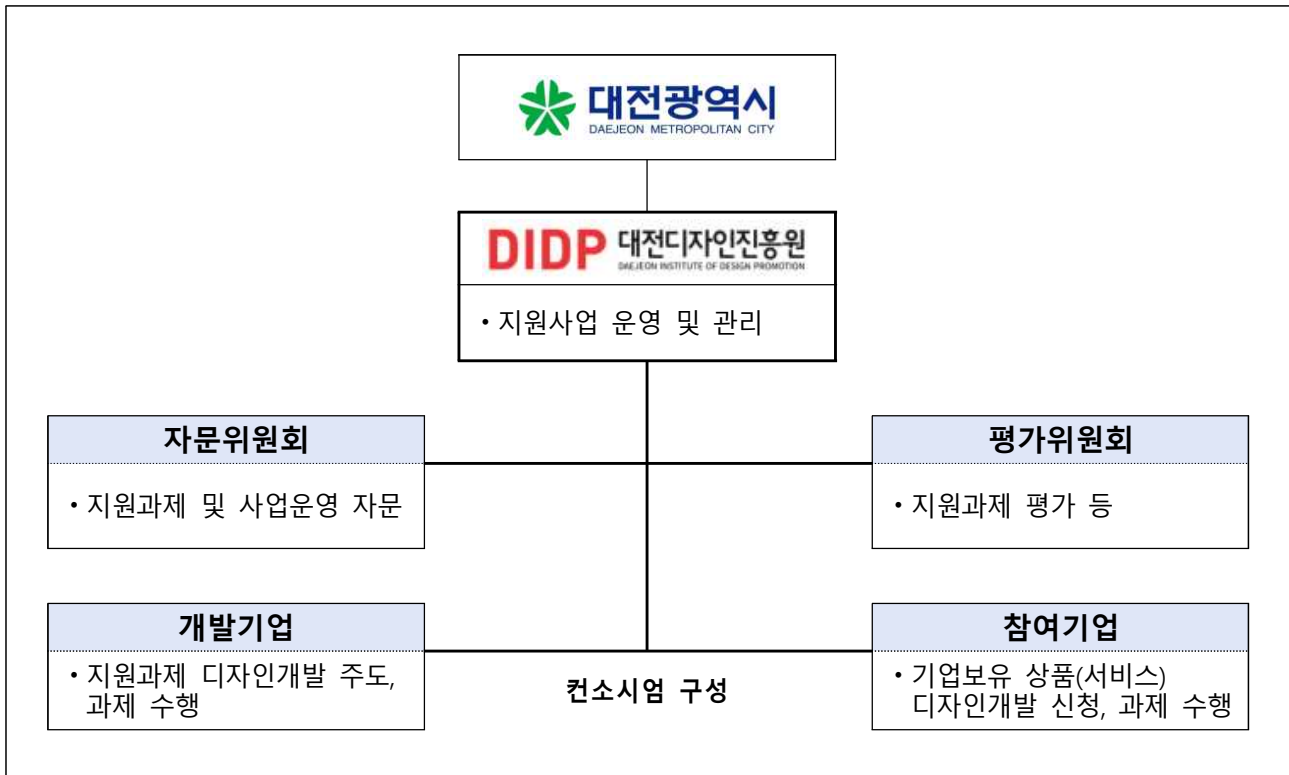 대전광역시
DAEJEON METROPOLITAN CITY
DIDP 대전디자인진흥원
DAEJEON INSTITUTE OF DESIGN PROMOTION
• 지원사업 운영 및 관리
자문위원회
• 지원과제 및 사업운영 자문
평가위원회
• 지원과제 평가 등
개발기업
• 지원과제 디자인개발 주도,
과제 수행
컨소시엄 구성
참여기업
• 기업보유 상품(서비스)
디자인개발 신청, 과제 수행